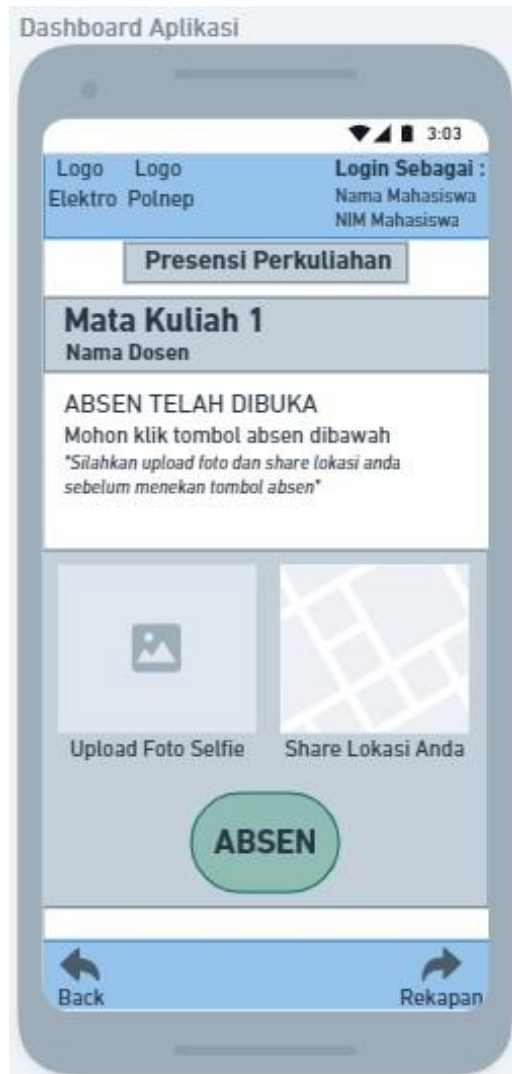 Dashboard Aplikasi
3:03
Logo Logo Login Sebagai :
Elektro Polnep Nama Mahasiswa
NIM Mahasiswa
Presensi Perkuliahan
Mata Kuliah 1
Nama Dosen
ABSEN TELAH DIBUKA
Mohon klik tombol absen dibawah
"Silahkan upload foto dan share lokasi anda
sebelum menekan tombol absen"
Upload Foto Selfie Share Lokasi Anda
ABSEN
Back Rekapan